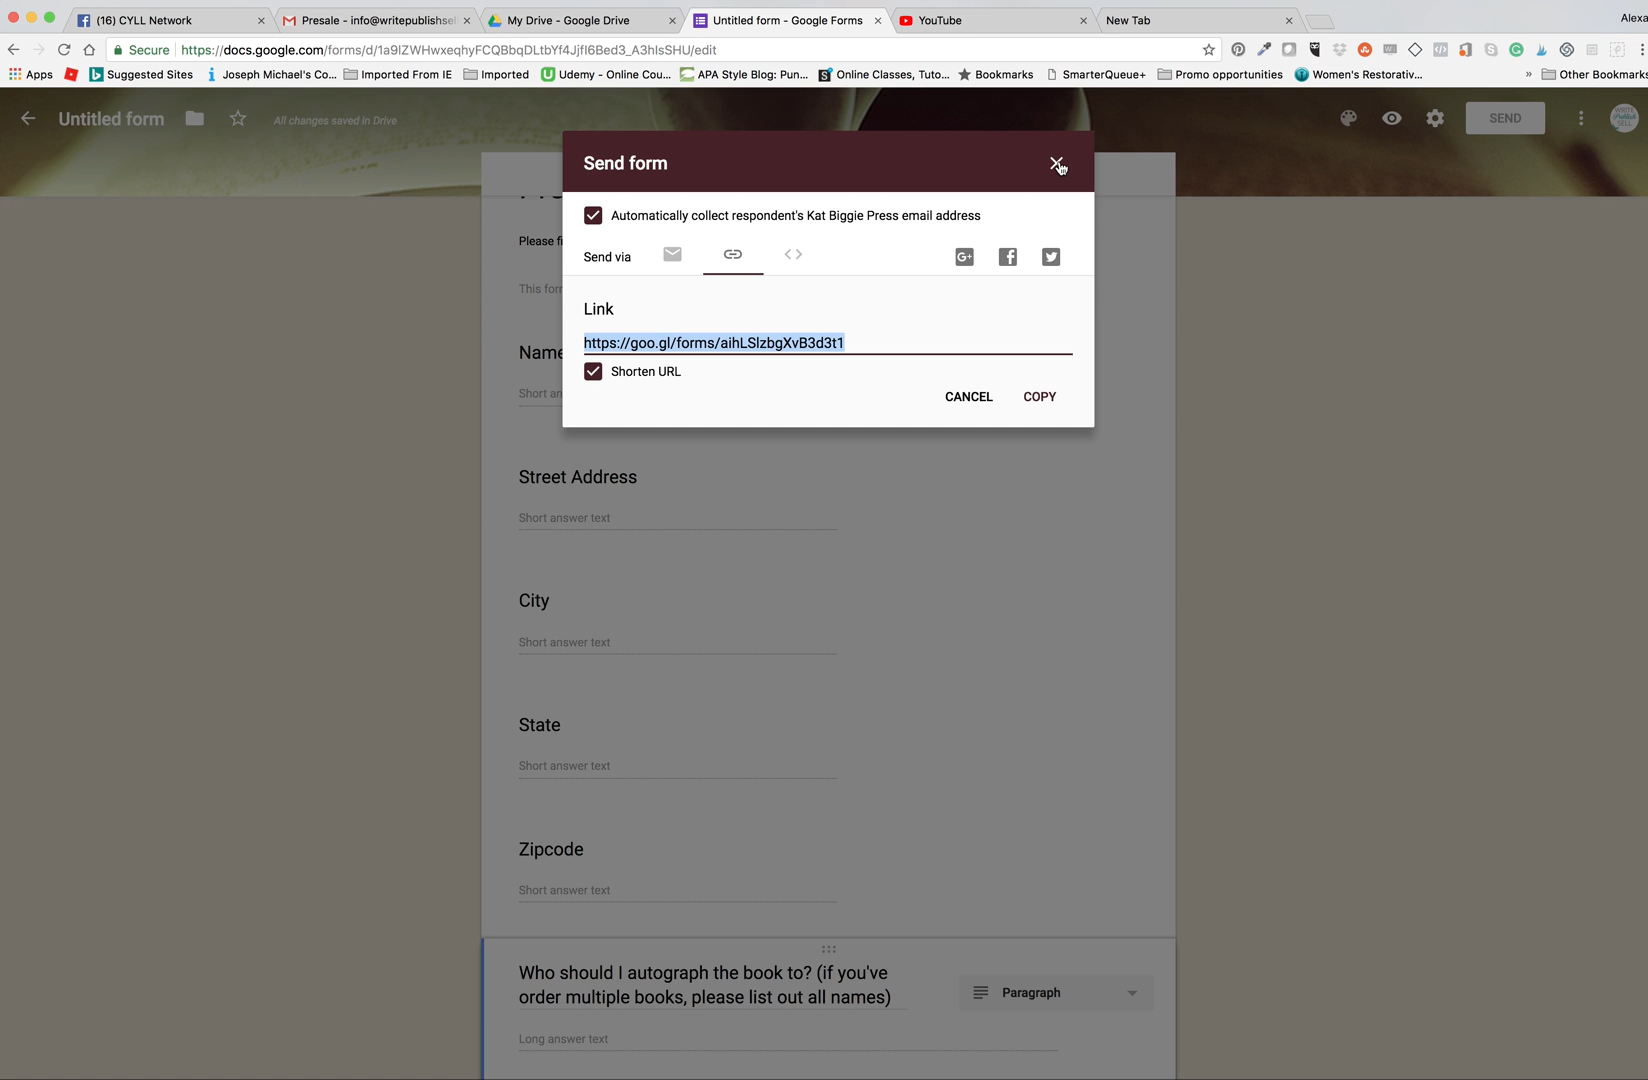 (16) CYLL Network
Presale - info@writepublishsel
My Drive - Google Drive
Untitled form - Google Forms
YouTube
New Tab
Alexa
Secure
https://docs.google.com/forms/d/1a9lZWHwxeqhyFCQBbqDLtbYf4Jjfl6Bed3_A3hIsSHU/edit
Apps
Suggested Sites
Joseph Michael's Co...
Imported From IE
Imported
Udemy - Online Cou...
APA Style Blog: Pun...
Online Classes, Tuto...
Bookmarks
SmarterQueue+
Promo opportunities
Women's Restorativ...
»
Other Bookmarks
Untitled form
All changes saved in Drive
SEND
Send form
Automatically collect respondent's Kat Biggie Press email address
Please fi
Send via
G+
This for
Link
https://goo.gl/forms/aihLSlzbgXvB3d3t1
Name
Shorten URL
Short an
CANCEL
COPY
Street Address
Short answer text
City
Short answer text
State
Short answer text
Zipcode
Short answer text
Who should I autograph the book to? (if you've
order multiple books, please list out all names)
Paragraph
Long answer text